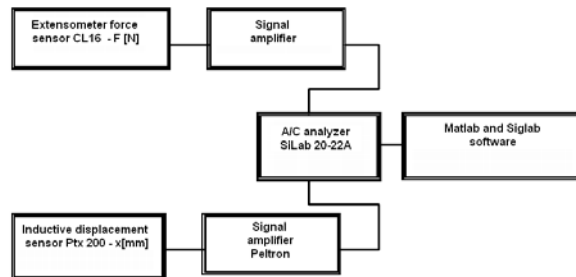 Extensometer force
sensor CL16 - F [N]
Signal
amplifier
A/C analyzer
SiLab 20-22A
Matlab and Siglab
software
Inductive displacement
sensor Ptx 200 - x[mm]
Signal
amplifier
Peltron